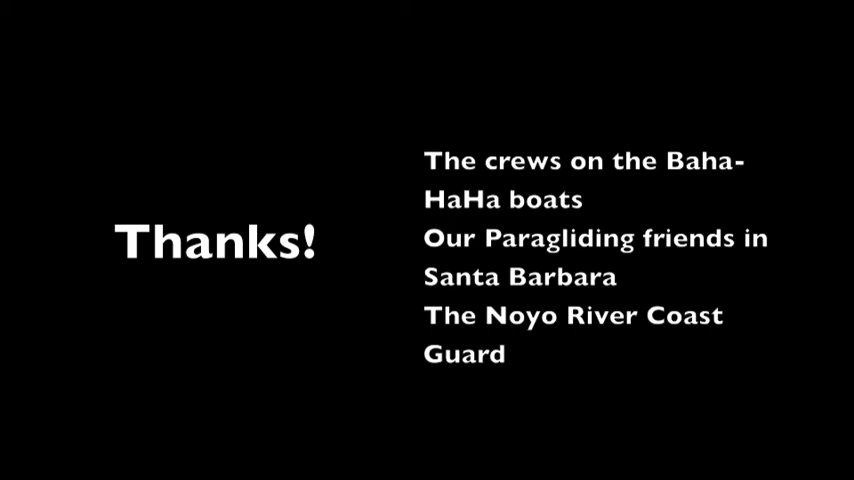 Thanks!
The crews on the Baha-
HaHa boats
Our Paragliding friends in
Santa Barbara
The Noyo River Coast
Guard